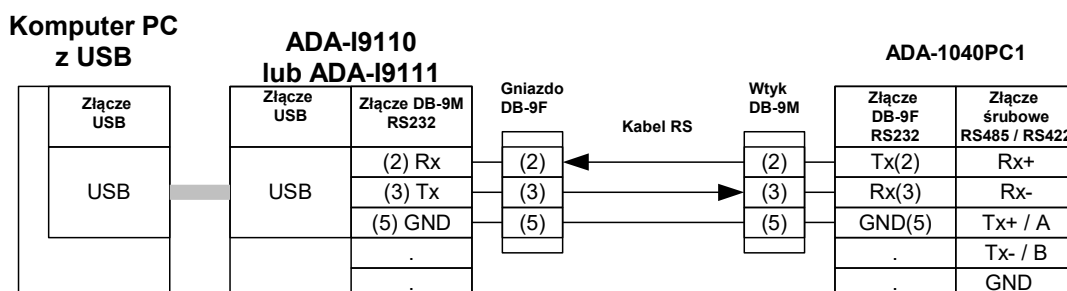 Komputer PC
z USB
ADA-I9110
lub ADA-I9111
ADA-1040PC1
Złącze
USB
Złącze
USB
Złącze DB-9M
RS232
Gniazdo
DB-9F
Kabel RS
Wtyk
DB-9M
Złącze
DB-9F
RS232
Złącze
śrubowe
RS485 / RS422
USB
USB
(2) Rx
(2)
(2)
Tx(2)
Rx+
(3) Tx
(3)
(3)
Rx(3)
Rx-
(5) GND
(5)
(5)
GND(5)
Tx+ / A
.
.
Tx- / B
.
.
GND